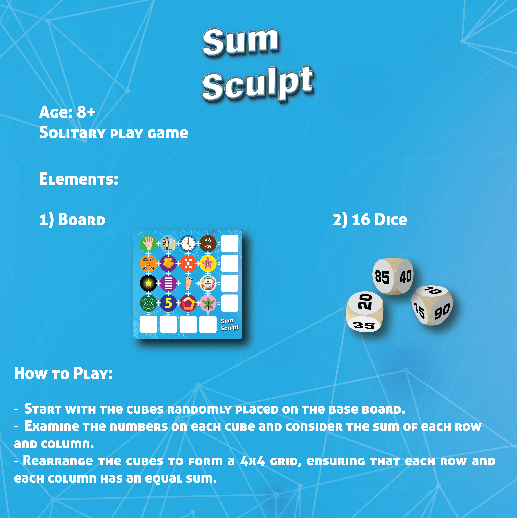 Sum
Sculpt
Age: 8+
Solitary play game
Elements:
1) Board
2) 16 Dice
5
Sum
Sculpt
85 40
20
35
70
15 90
How to Play:
- Start with the cubes randomly placed on the base board.
- Examine the numbers on each cube and consider the sum of each row
and column.
- Rearrange the cubes to form a 4x4 grid, ensuring that each row and
each column has an equal sum.